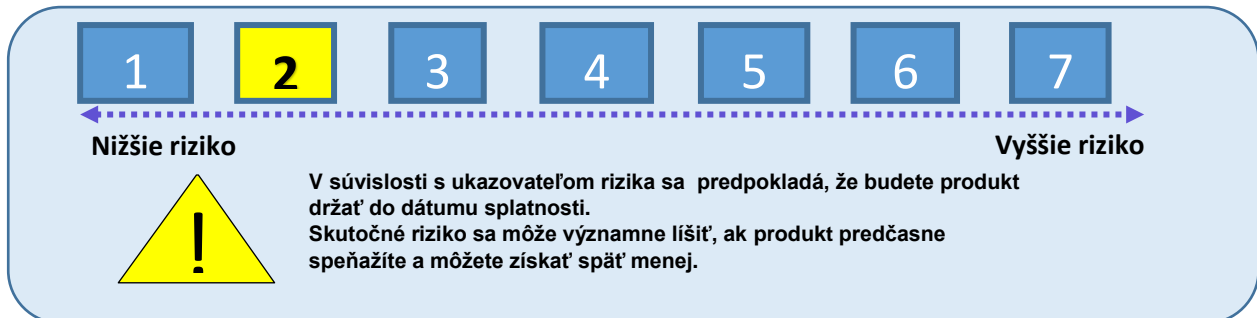 1 2 3 4 5 6 7
Nižšie riziko Vyššie riziko
! V súvislosti s ukazovateľom rizika sa predpokladá, že budete produkt
držať do dátumu splatnosti.
Skutočné riziko sa môže významne líšiť, ak produkt predčasne
speňažíte a môžete získať späť menej.